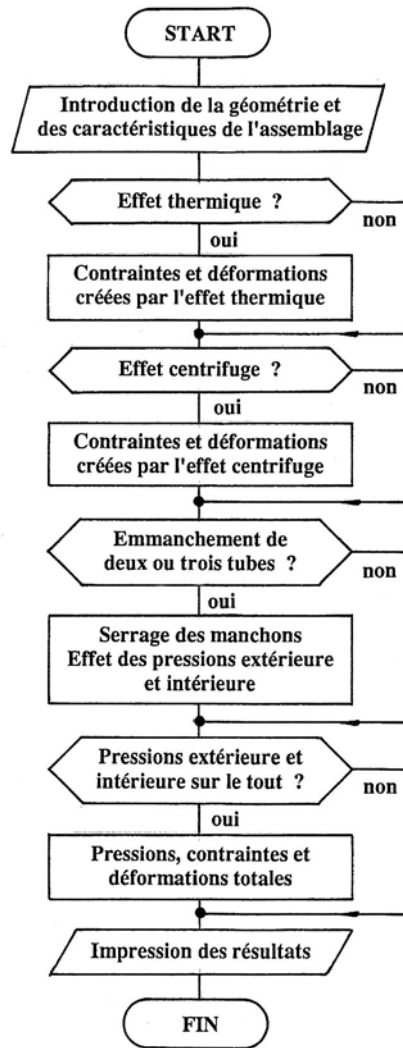 START
Introduction de la géométrie et
des caractéristiques de l'assemblage
Effet thermique ?
non
oui
Contraintes et déformations
créées par l'effet thermique
Effet centrifuge ?
non
oui
Contraintes et déformations
créées par l'effet centrifuge
Emmanchement de
deux ou trois tubes ?
non
oui
Serrage des manchons
Effet des pressions extérieure
et intérieure
Pressions extérieure et
intérieure sur le tout ?
non
oui
Pressions, contraintes et
déformations totales
Impression des résultats
FIN